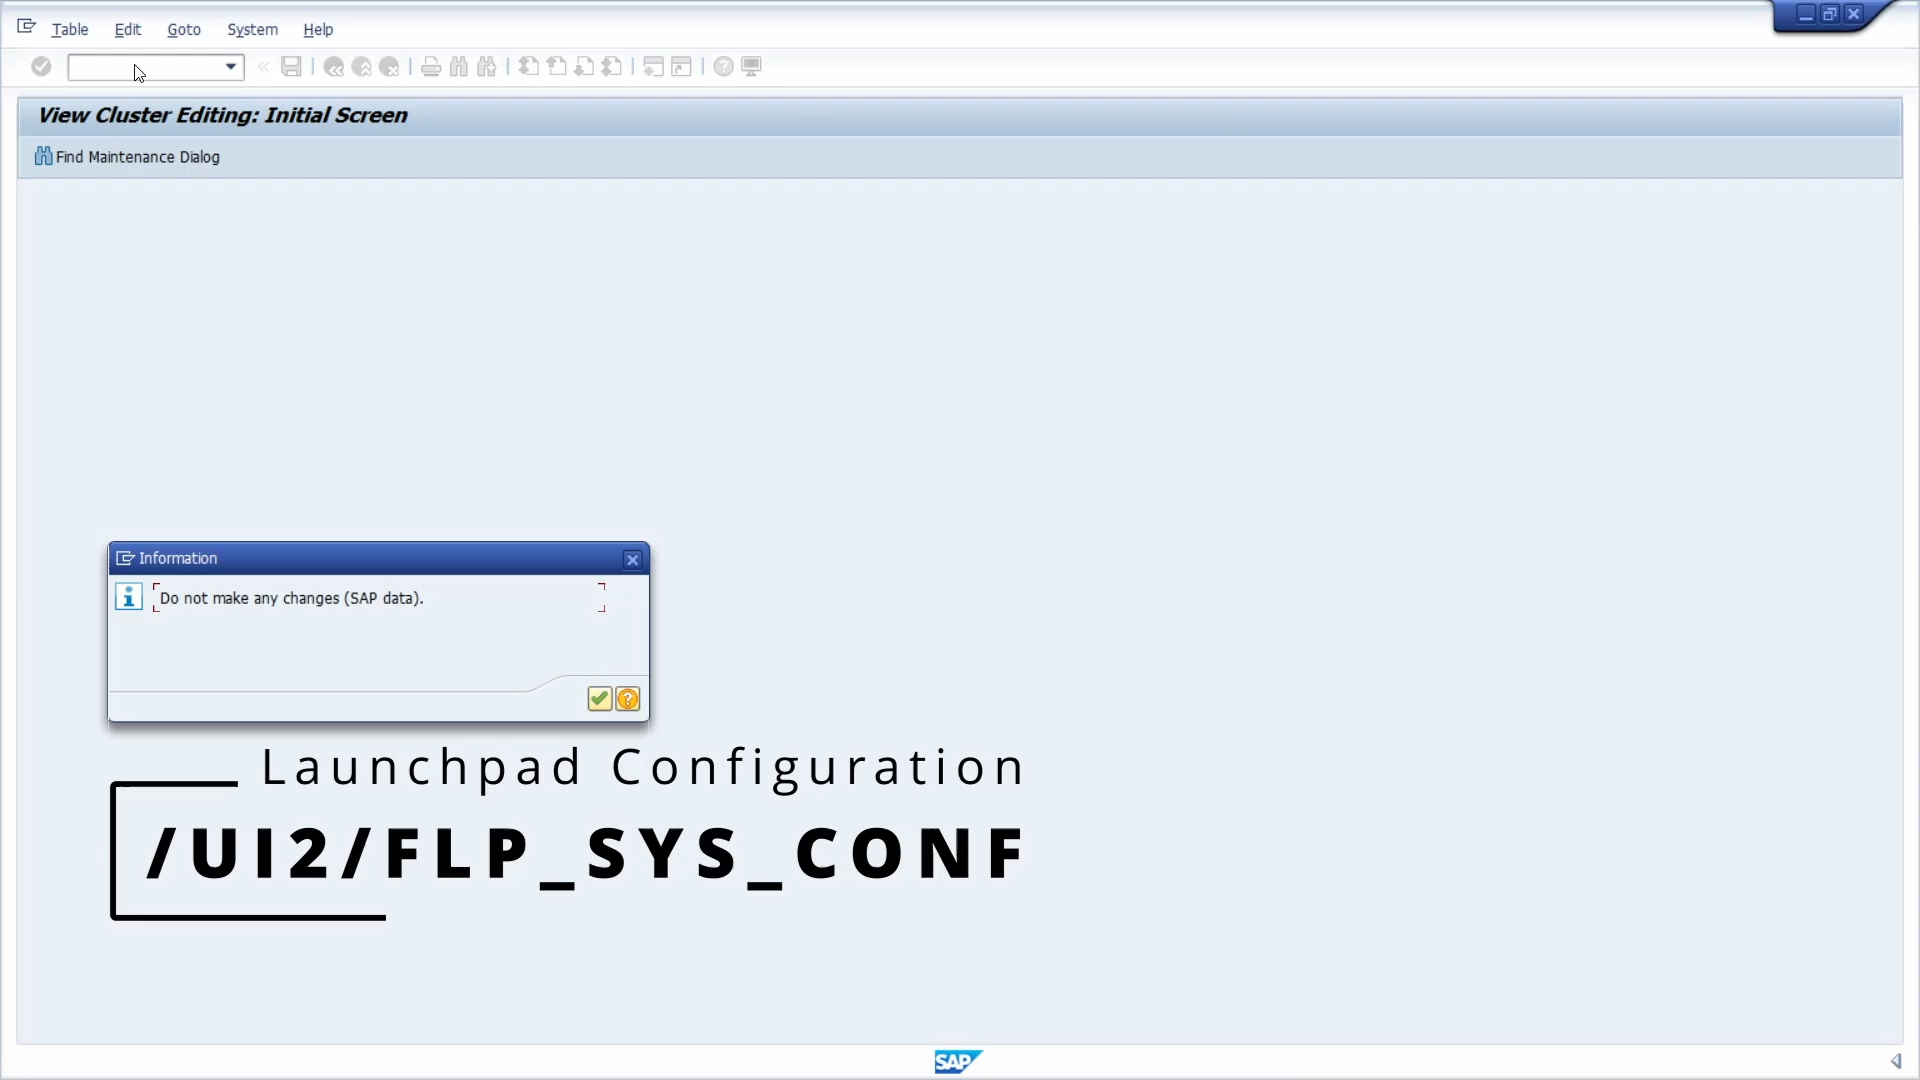 Table Edit Goto System Help
View Cluster Editing: Initial Screen
Find Maintenance Dialog
Information
Do not make any changes (SAP data).
Launchpad Configuration
/UI2/FLP_SYS_CONF
SAP